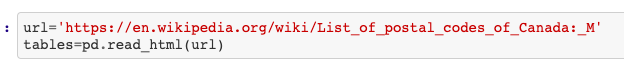 : url='https://en.wikipedia.org/wiki/List_of_postal_codes_of_Canada:_M'
tables=pd.read_html(url)